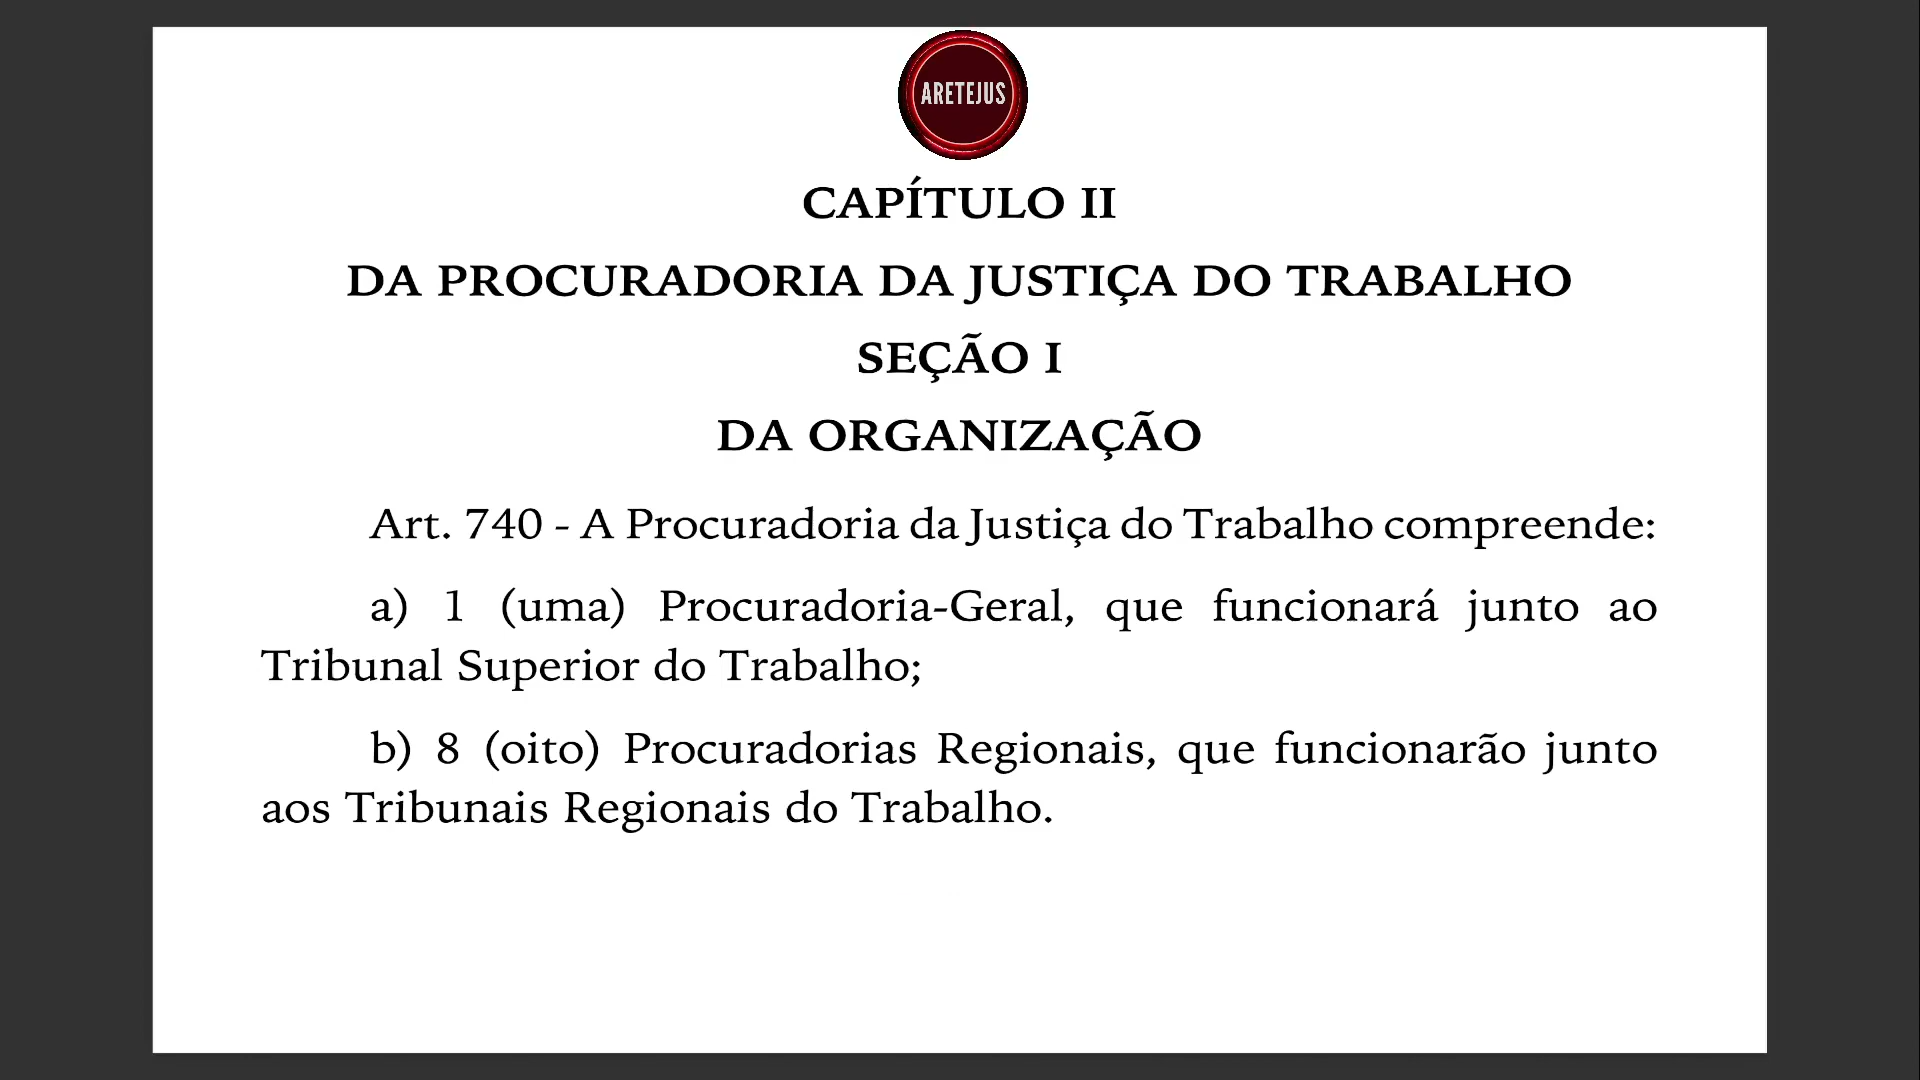 ARETEJUS
CAPÍTULO II
DA PROCURADORIA DA JUSTIÇA DO TRABALHO
SEÇÃO I
DA ORGANIZAÇÃO
Art. 740 - A Procuradoria da Justiça do Trabalho compreende:
a) 1 (uma) Procuradoria-Geral, que funcionará junto ao
Tribunal Superior do Trabalho;
b) 8 (oito) Procuradorias Regionais, que funcionarão junto
aos Tribunais Regionais do Trabalho.